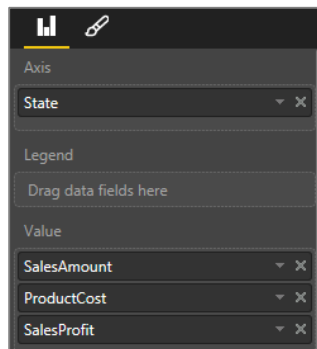 Axis
State
Legend
Drag data fields here
Value
SalesAmount
ProductCost
SalesProfit